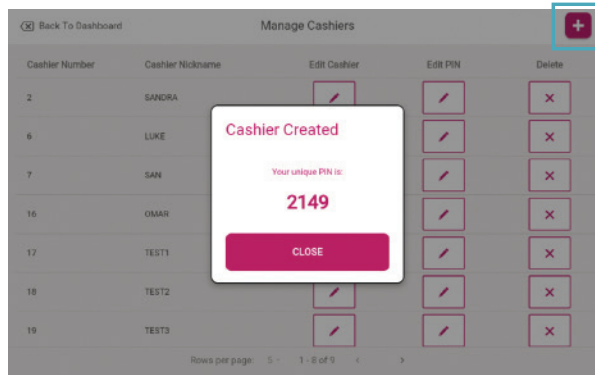 Back To Dashboard Manage Cashiers +
Cashier Number Cashier Nickname Edit Cashier Edit PIN Delete
2 SANDRA
6 LUKE
7 SAN
16 OMAR
17 TEST1
18 TEST2
19 TEST3
Cashier Created
Your unique PIN is:
2149
CLOSE
Rows per page: 5 1-8 of 9 < >